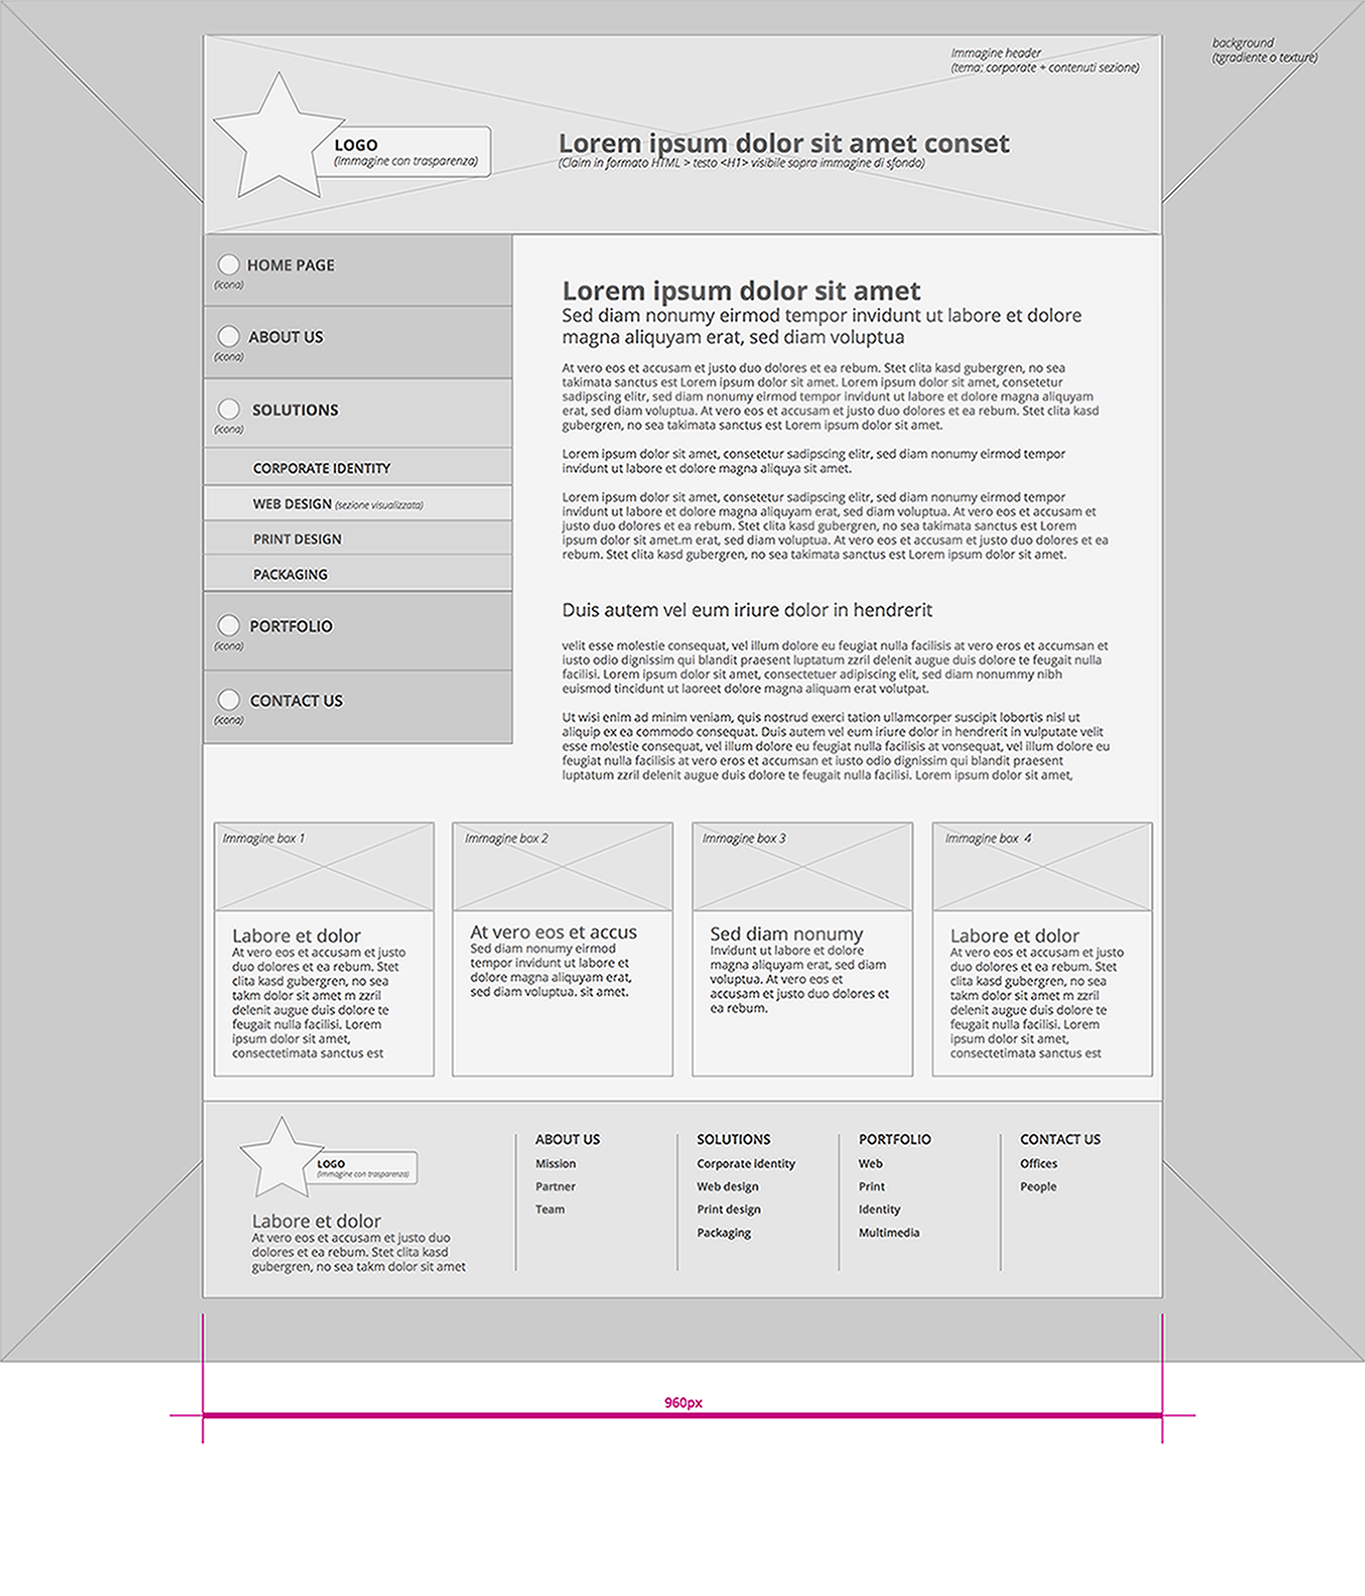 Immagine header
(tema: corporate + contenuti sezione)
background
(tgradiente o texture)
LOGO
(Immagine con trasparenza)
Lorem ipsum dolor sit amet conset
(Claim in formato HTML > testo <H1> visibile sopra immagine di sfondo)
HOME PAGE
(icona)
ABOUT US
(icona)
SOLUTIONS
(icona)
CORPORATE IDENTITY
WEB DESIGN (sezione visualizzata)
PRINT DESIGN
PACKAGING
PORTFOLIO
(icona)
CONTACT US
(icona)
Lorem ipsum dolor sit amet
Sed diam nonumy eirmod tempor invidunt ut labore et dolore
magna aliquyam erat, sed diam voluptua
At vero eos et accusam et justo duo dolores et ea rebum. Stet clita kasd gubergren, no sea
takimata sanctus est Lorem ipsum dolor sit amet. Lorem ipsum dolor sit amet, consetetur
sadipscing elitr, sed diam nonumy eirmod tempor invidunt ut labore et dolore magna aliquyam
erat, sed diam voluptua. At vero eos et accusam et justo duo dolores et ea rebum. Stet clita kasd
gubergren, no sea takimata sanctus est Lorem ipsum dolor sit amet.
Lorem ipsum dolor sit amet, consetetur sadipscing elitr, sed diam nonumy eirmod tempor
invidunt ut labore et dolore magna aliquya sit amet.
Lorem ipsum dolor sit amet, consetetur sadipscing elitr, sed diam nonumy eirmod tempor
invidunt ut labore et dolore magna aliquyam erat, sed diam voluptua. At vero eos et accusam et
justo duo dolores et ea rebum. Stet clita kasd gubergren, no sea takimata sanctus est Lorem
ipsum dolor sit amet.m erat, sed diam voluptua. At vero eos et accusam et justo duo dolores et ea
rebum. Stet clita kasd gubergren, no sea takimata sanctus est Lorem ipsum dolor sit amet.
Duis autem vel eum iriure dolor in hendrerit
velit esse molestie consequat, vel illum dolore eu feugiat nulla facilisis at vero eros et accumsan et
iusto odio dignissim qui blandit praesent luptatum zzril delenit augue duis dolore te feugait nulla
facilisi. Lorem ipsum dolor sit amet, consectetuer adipiscing elit, sed diam nonummy nibh
euismod tincidunt ut laoreet dolore magna aliquam erat volutpat.
Ut wisi enim ad minim veniam, quis nostrud exerci tation ullamcorper suscipit lobortis nisl ut
aliquip ex ea commodo consequat. Duis autem vel eum iriure dolor in hendrerit in vulputate velit
esse molestie consequat, vel illum dolore eu feugiat nulla facilisis at vonsequat, vel illum dolore eu
feugiat nulla facilisis at vero eros et accumsan et iusto odio dignissim qui blandit praesent
luptatum zzril delenit augue duis dolore te feugait nulla facilisi. Lorem ipsum dolor sit amet,
Immagine box 1
Labore et dolor
At vero eos et accusam et justo
duo dolores et ea rebum. Stet
clita kasd gubergren, no sea
takm dolor sit amet m zzril
delenit augue duis dolore te
feugait nulla facilisi. Lorem
ipsum dolor sit amet,
consectetimata sanctus est
Immagine box 2
At vero eos et accus
Sed diam nonumy eirmod
tempor invidunt ut labore et
dolore magna aliquyam erat,
sed diam voluptua. sit amet.
Immagine box 3
Sed diam nonumy
Invidunt ut labore et dolore
magna aliquyam erat, sed diam
voluptua. At vero eos et
accusam et justo duo dolores et
ea rebum.
Immagine box 4
Labore et dolor
At vero eos et accusam et justo
duo dolores et ea rebum. Stet
clita kasd gubergren, no sea
takm dolor sit amet m zzril
delenit augue duis dolore te
feugait nulla facilisi. Lorem
ipsum dolor sit amet,
consectetimata sanctus est
LOGO
(Immagine con trasparenza)
Labore et dolor
At vero eos et accusam et justo duo
dolores et ea rebum. Stet clita kasd
gubergren, no sea takm dolor sit amet
ABOUT US
Mission
Partner
Team
SOLUTIONS
Corporate identity
Web design
Print design
Packaging
PORTFOLIO
Web
Print
Identity
Multimedia
CONTACT US
Offices
People
960px